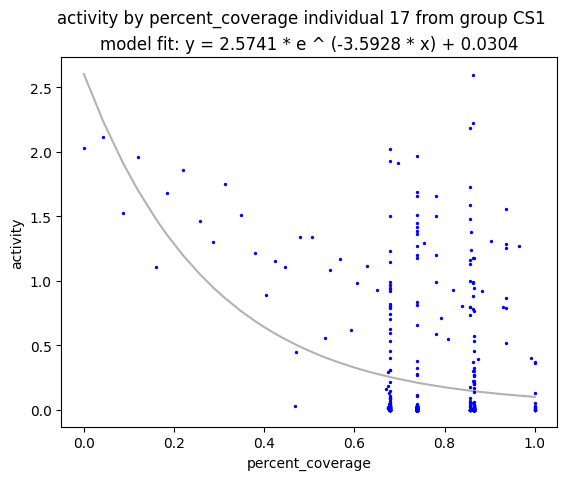 activity by percent_coverage individual 17 from group CS1
model fit: y = 2.5741 * e ^ (-3.5928 * x) + 0.0304
2.5
2.0
1.5
1.0
0.5
0.0
activity
0.0 0.2 0.4 0.6 0.8 1.0
percent_coverage